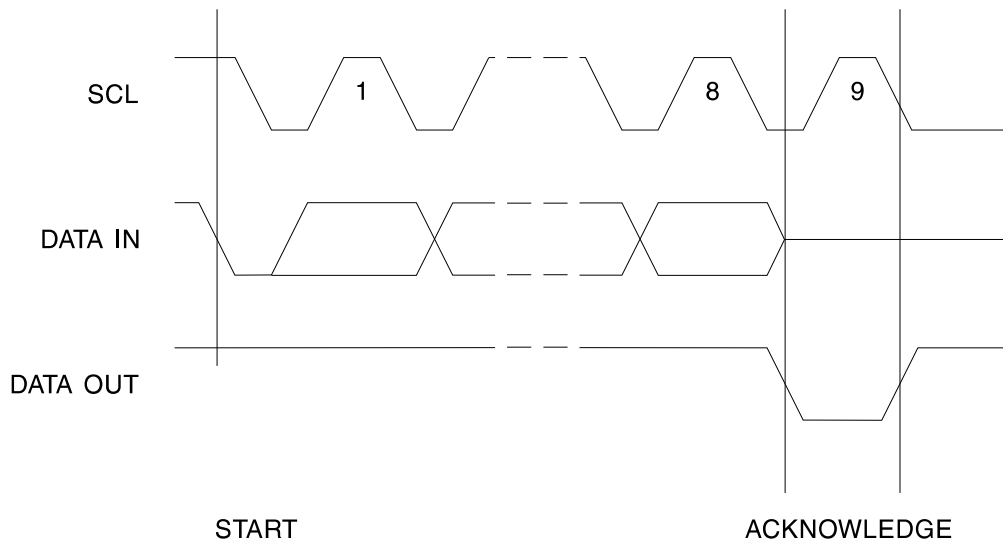 SCL 1 8 9
DATA IN
DATA OUT
START ACKNOWLEDGE